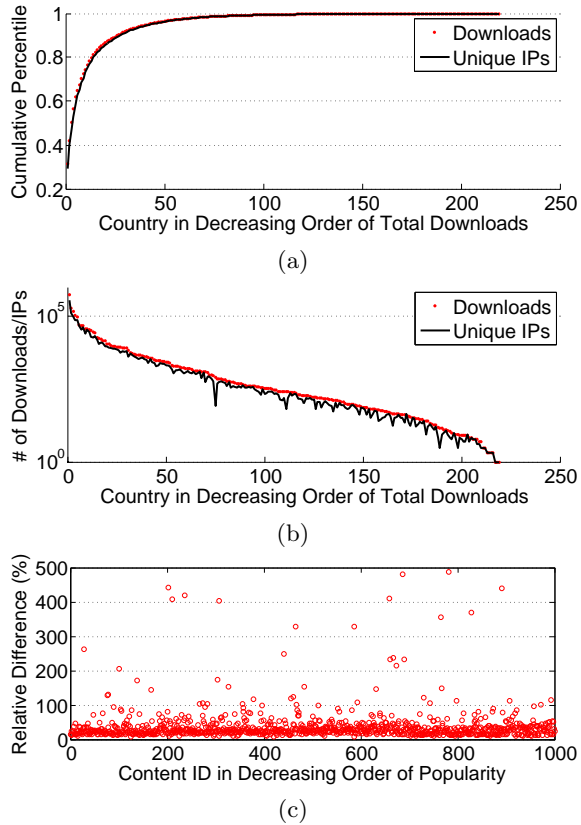 1
0.8
0.6
0.4
0.2
Cumulative Percentile
Downloads
Unique IPs
0 50 100 150 200 250
Country in Decreasing Order of Total Downloads
(a)
10^5
10^0
# of Downloads/IPs
Downloads
Unique IPs
0 50 100 150 200 250
Country in Decreasing Order of Total Downloads
(b)
500
400
300
200
100
0
Relative Difference (%)
0 200 400 600 800 1000
Content ID in Decreasing Order of Popularity
(c)